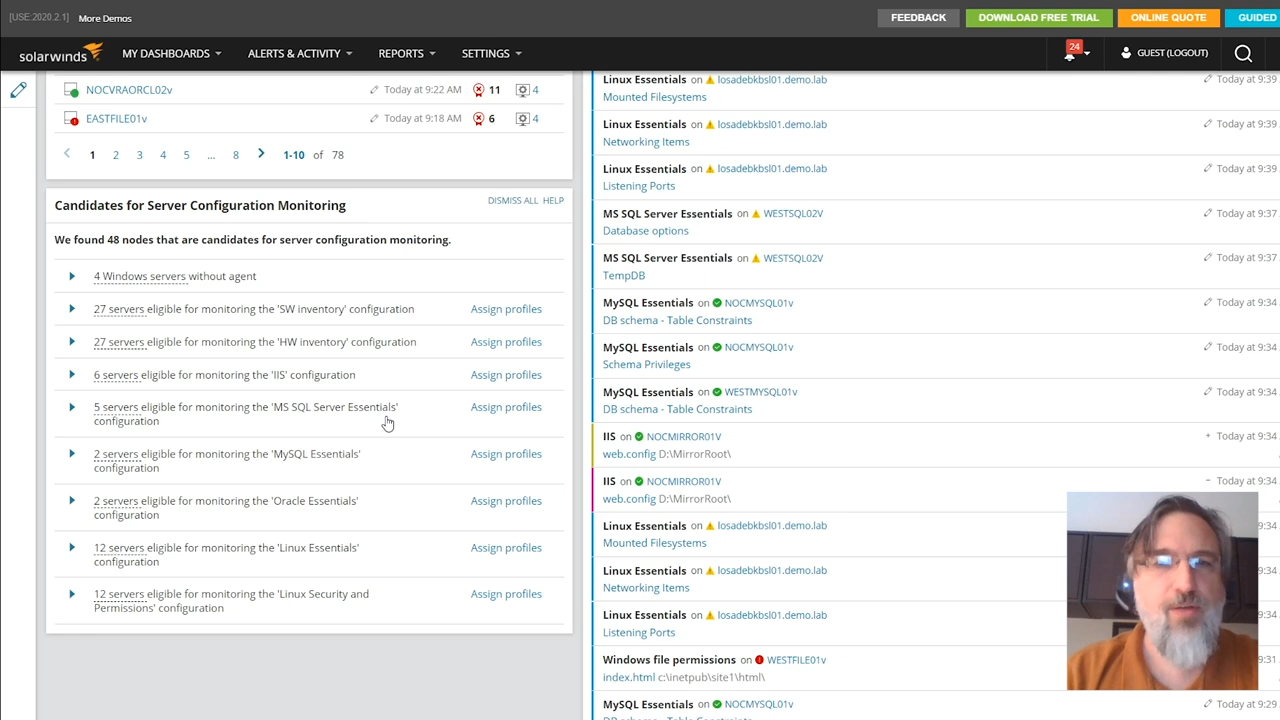 [USE:2020.2.1] More Demos
FEEDBACK DOWNLOAD FREE TRIAL ONLINE QUOTE GUIDED
solarwinds MY DASHBOARDS ALERTS & ACTIVITY REPORTS SETTINGS 24 GUEST (LOGOUT)
NOCVRAORCL02v Today at 9:22 AM 11 4
EASTFILE01v Today at 9:18 AM 6 4
1 2 3 4 5 ... 8 1-10 of 78
Candidates for Server Configuration Monitoring DISMISS ALL HELP
We found 48 nodes that are candidates for server configuration monitoring.
4 Windows servers without agent
27 servers eligible for monitoring the 'SW inventory' configuration Assign profiles
27 servers eligible for monitoring the 'HW inventory' configuration Assign profiles
6 servers eligible for monitoring the 'IIS' configuration Assign profiles
5 servers eligible for monitoring the 'MS SQL Server Essentials' Assign profiles
configuration
2 servers eligible for monitoring the 'MySQL Essentials' Assign profiles
configuration
2 servers eligible for monitoring the 'Oracle Essentials' Assign profiles
configuration
12 servers eligible for monitoring the 'Linux Essentials' Assign profiles
configuration
12 servers eligible for monitoring the 'Linux Security and Assign profiles
Permissions' configuration
Linux Essentials on losadebkbsl01.demo.lab Today at 9:39
Mounted Filesystems
Linux Essentials on losadebkbsl01.demo.lab Today at 9:39
Networking Items
Linux Essentials on losadebkbsl01.demo.lab Today at 9:39
Listening Ports
MS SQL Server Essentials on WESTSQL02V Today at 9:37
Database options
MS SQL Server Essentials on WESTSQL02V Today at 9:37
TempDB
MySQL Essentials on NOCMYSQL01v Today at 9:34
DB schema - Table Constraints
MySQL Essentials on NOCMYSQL01v Today at 9:34
Schema Privileges
MySQL Essentials on WESTMYSQL01v Today at 9:34
DB schema - Table Constraints
IIS on NOCMIRROR01V + Today at 9:34
web.config D:\MirrorRoot\
IIS on NOCMIRROR01V - Today at 9:34
web.config D:\MirrorRoot\
Linux Essentials on losadebkbsl01.demo.lab 9:34
Mounted Filesystems
Linux Essentials on losadebkbsl01.demo.lab 9:34
Networking Items
Linux Essentials on losadebkbsl01.demo.lab 9:34
Listening Ports
Windows file permissions on WESTFILE01v 9:31
index.html c:\inetpub\site1\html\
MySQL Essentials on NOCMYSQL01v Today at 9:29